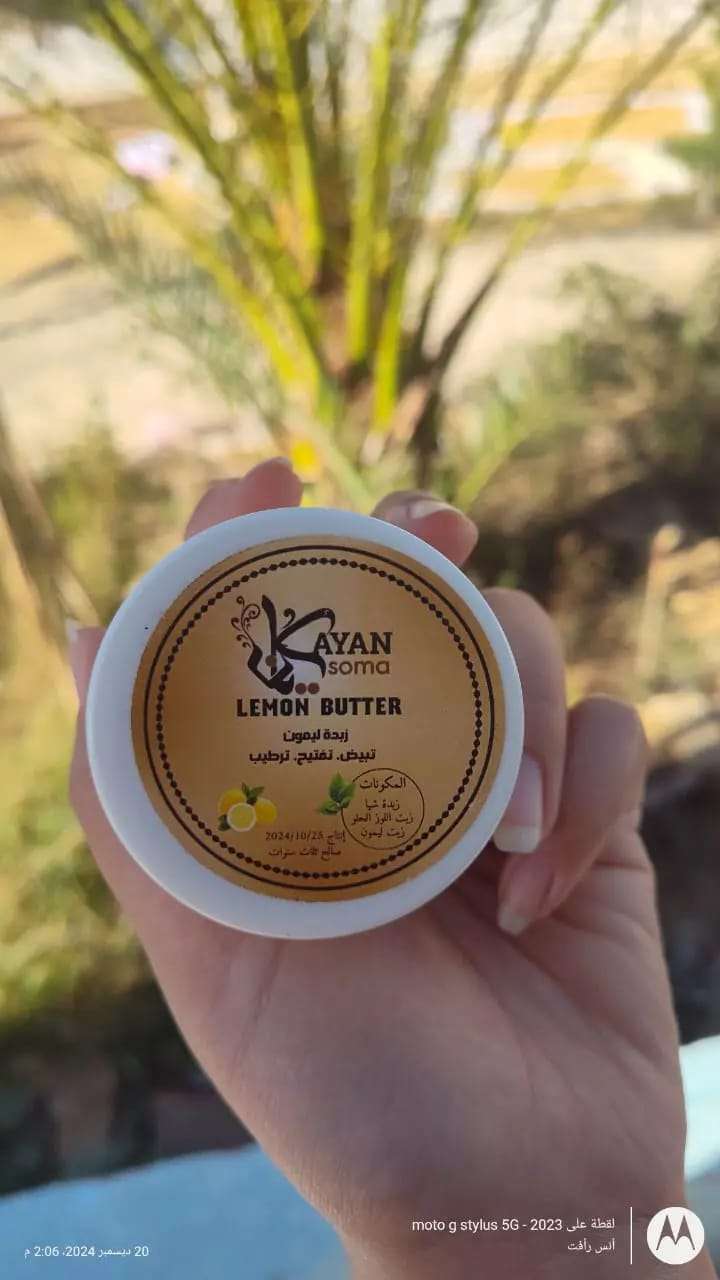 كيان
KAYAN
soma
LEMON BUTTER
زبدة ليمون
تبيض. تفتيح. ترطيب
المكونات
زبدة شيا
زيت اللوز الحلو
زيت ليمون
إنتاج 2024/10/25
صالح ثلاث سنوات
لقطة على moto g stylus 5G - 2023
أنس رأفت
20 ديسمبر 2024، 2:06 م